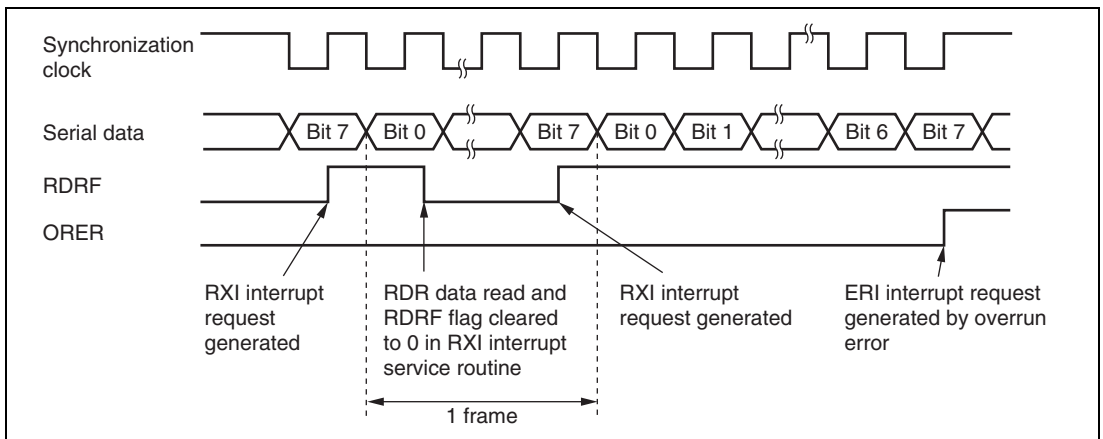 Synchronization
clock
Serial data
Bit 7 Bit 0 Bit 7 Bit 0 Bit 1 Bit 6 Bit 7
RDRF
ORER
RXI interrupt
request
generated
RDR data read and
RDRF flag cleared
to 0 in RXI interrupt
service routine
RXI interrupt
request generated
ERI interrupt request
generated by overrun
error
1 frame